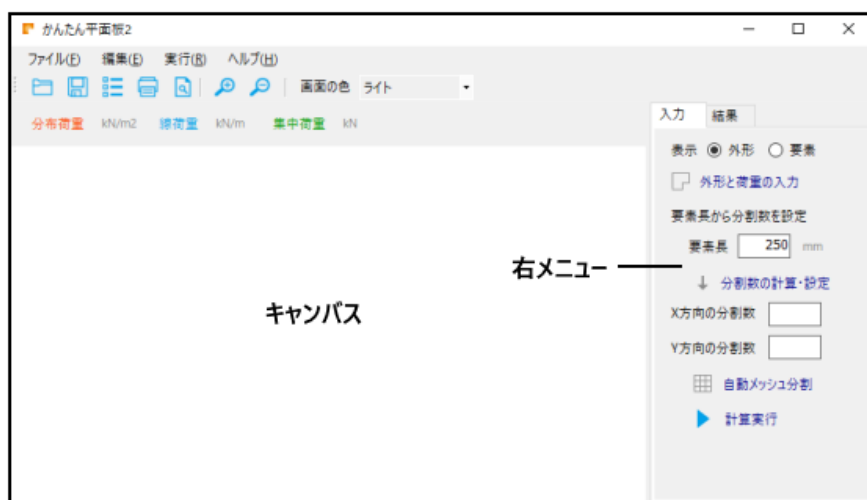 かんたん平面板2
ファイル(F) 編集(E) 実行(R) ヘルプ(H)
画面の色 ライト
分布荷重 kN/m2 線荷重 kN/m 集中荷重 kN
入力 結果
表示 外形 要素
外形と荷重の入力
要素長から分割数を設定
要素長 250 mm
右メニュー
↓ 分割数の計算・設定
キャンバス
X方向の分割数
Y方向の分割数
自動メッシュ分割
計算実行